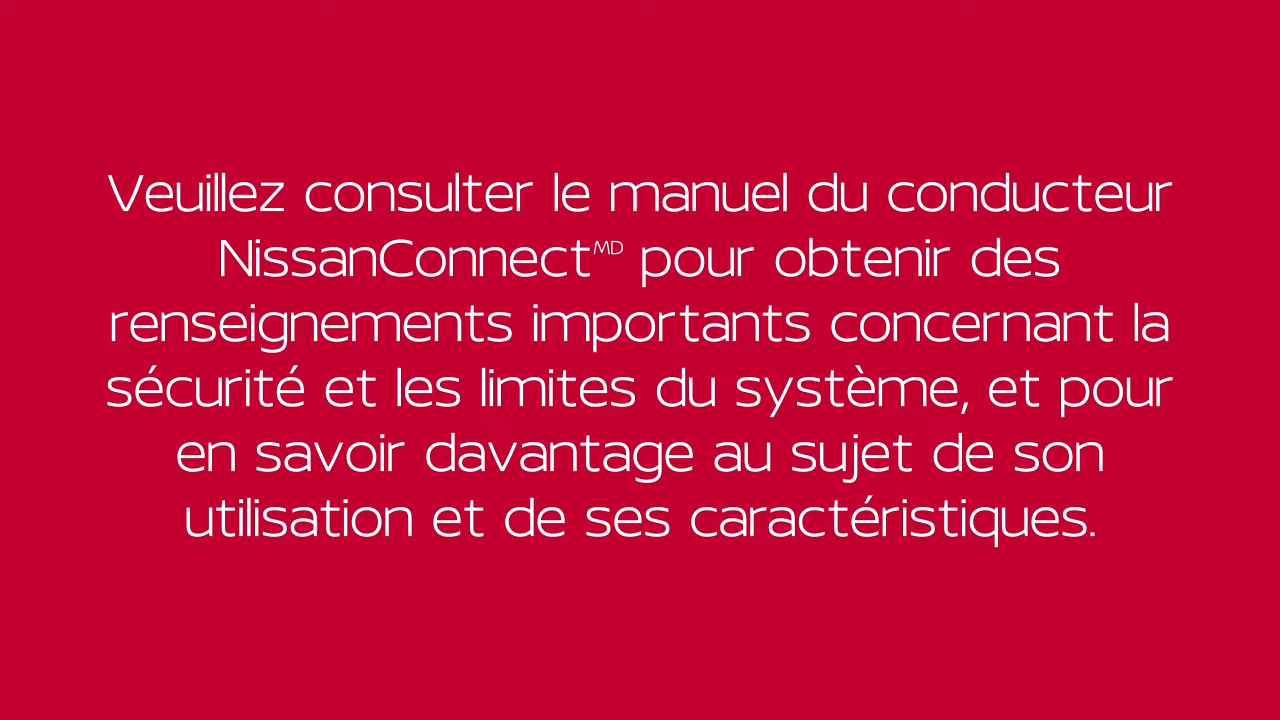 Veuillez consulter le manuel du conducteur
NissanConnectᴹᴰ pour obtenir des
renseignements importants concernant la
sécurité et les limites du système, et pour
en savoir davantage au sujet de son
utilisation et de ses caractéristiques.